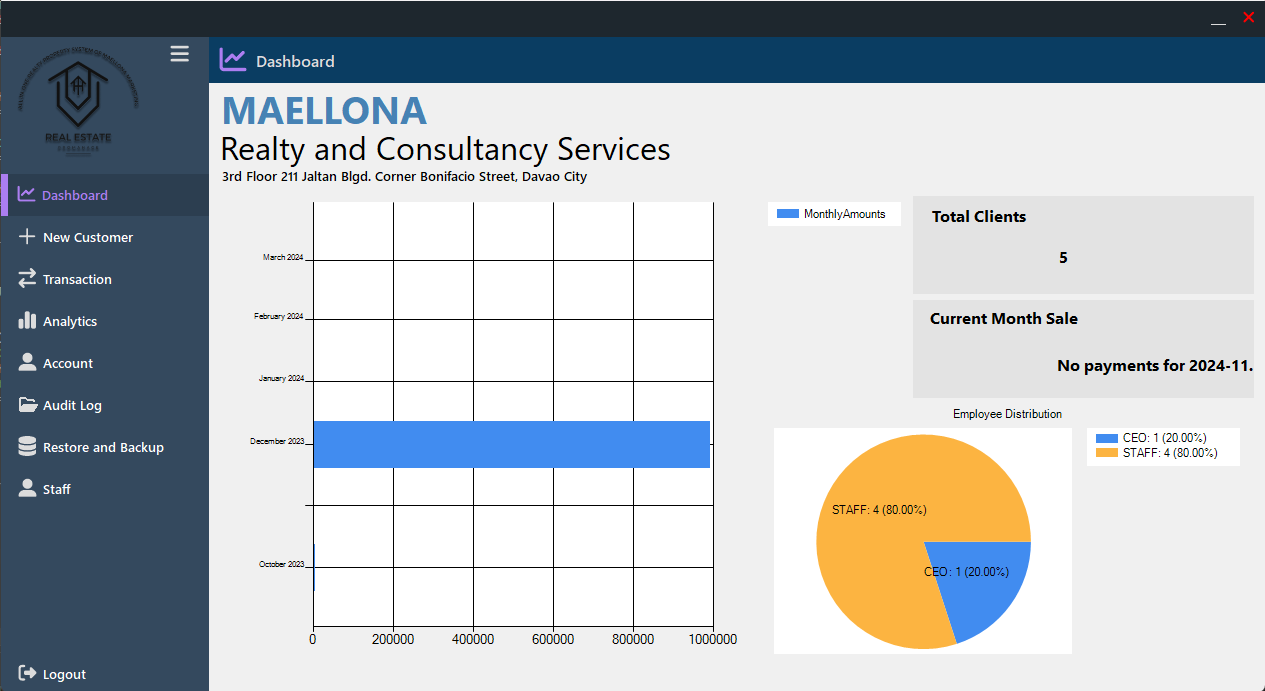 REAL ESTATE
Dashboard
MAELLONA
Realty and Consultancy Services
3rd Floor 211 Jaltan Blgd. Corner Bonifacio Street, Davao City
Dashboard
New Customer
Transaction
Analytics
Account
Audit Log
Restore and Backup
Staff
Logout
March 2024
February 2024
January 2024
December 2023
October 2023
0 200000 400000 600000 800000 1000000
MonthlyAmounts
Total Clients
5
Current Month Sale
No payments for 2024-11.
Employee Distribution
STAFF: 4 (80.00%)
CEO: 1 (20.00%)
CEO: 1 (20.00%)
STAFF: 4 (80.00%)